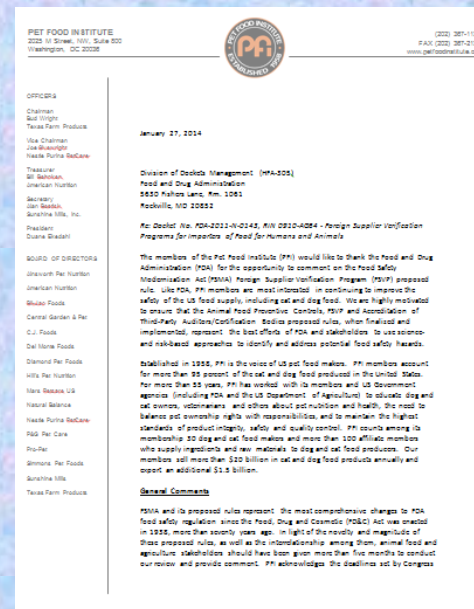 PET FOOD INSTITUTE
2025 M Street, NW, Suite 800
Washington, DC 20036
PFI
PET FOOD INSTITUTE
ESTABLISHED 1958
(202) 367-11
FAX (202) 367-21
www.petfoodinstitute.o
OFFICERS
Chairman
Bud Wright
Texas Farm Products
Vice Chairman
Joe
Nestle Purina PetCare
Treasurer
Bill
American Nutrition
Secretary
Sunshine Mills, Inc.
President
Duane Ekedahl
BOARD OF DIRECTORS
Ainsworth Pet Nutrition
American Nutrition
Foods
Central Garden & Pet
C.J. Foods
Del Monte Foods
Diamond Pet Foods
Hill's Pet Nutrition
Mars Petcare US
Natural Balance
Nestle Purina PetCare
P&G Pet Care
Pro-Pet
Simmons Pet Foods
Sunshine Mills
Texas Farm Products
January 27, 2014
Division of Dockets Management (HFA-305)
Food and Drug Administration
5630 Fishers Lane, Rm. 1061
Rockville, MD 20852
Re: Docket No. FDA-2011-N-0143, RIN 0910-AG64 - Foreign Supplier Verification
Programs for Importers of Food for Humans and Animals
The members of the Pet Food Institute (PFI) would like to thank the Food and Drug
Administration (FDA) for the opportunity to comment on the Food Safety
Modernisation Act (FSMA) Foreign Supplier Verification Program (FSVP) proposed
rule. Like FDA, PFI members are most interested in continuing to improve the
safety of the US food supply, including cat and dog food. We are highly motivated
to ensure that the Animal Food Preventive Controls, FSVP and Accreditation of
Third-Party Auditors/Certification Bodies proposed rules, when finalised and
implemented, represent the best efforts of FDA and stakeholders to use science-
and risk-based approaches to identify and address potential food safety hazards.
Established in 1958, PFI is the voice of US pet food makers. PFI members account
for more than 95 percent of the cat and dog food produced in the United States.
For more than 55 years, PFI has worked with its members and US Government
agencies (including FDA and the US Department of Agriculture) to educate dog and
cat owners, veterinarians and others about pet nutrition and health, the need to
balance pet ownership rights with responsibilities, and to maintain the highest
standards of product integrity, safety and quality control. PFI counts among its
membership 30 dog and cat food makers and more than 100 affiliate members
who supply ingredients and raw materials to dog and cat food producers. Our
members sell more than $20 billion in cat and dog food products annually and
export an additional $1.5 billion.
General Comments
FSMA and its proposed rules represent the most comprehensive changes to FDA
food safety regulation since the Food, Drug and Cosmetic (FD&C) Act was enacted
in 1938, more than seventy years ago. In light of the novelty and magnitude of
these proposed rules, as well as the interrelationship among them, animal food and
agriculture stakeholders should have been given more than five months to conduct
our review and provide comment. PFI acknowledges the deadlines set by Congress